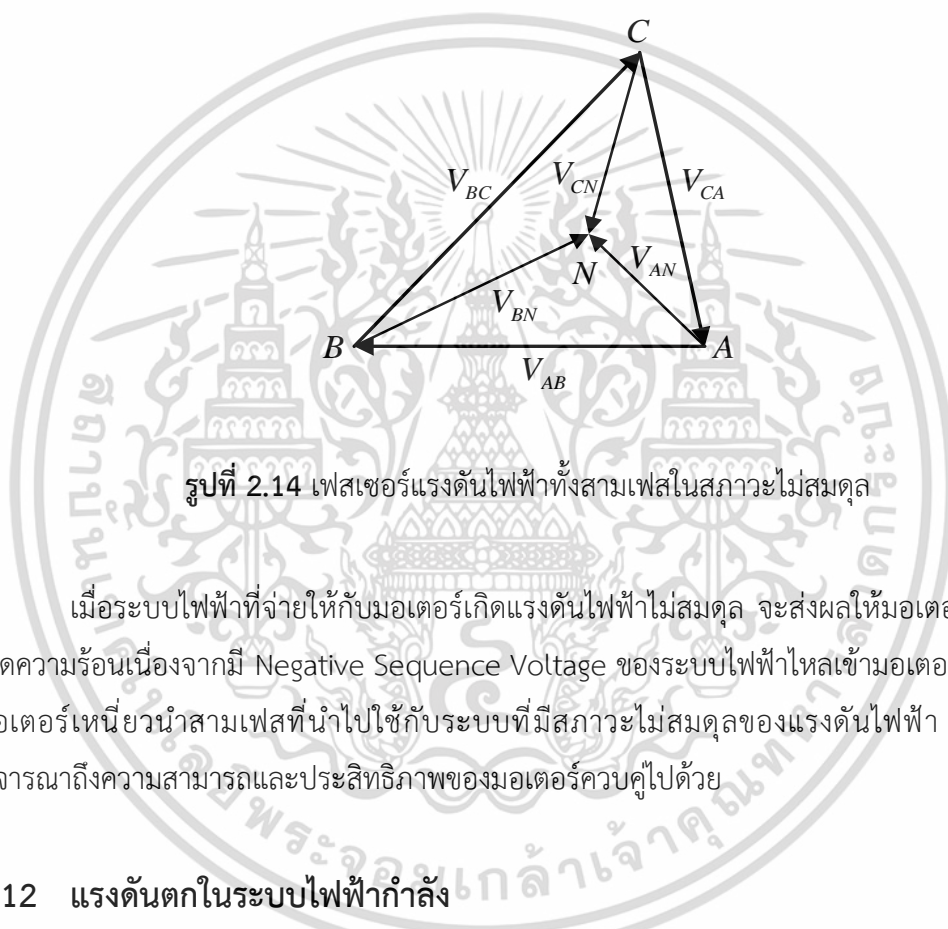 C
V_BC
V_CN
V_CA
N
V_AN
V_BN
B
A
V_AB
รูปที่ 2.14 เฟสเซอร์แรงดันไฟฟ้าทั้งสามเฟสในสภาวะไม่สมดุล
เมื่อระบบไฟฟ้าที่จ่ายให้กับมอเตอร์เกิดแรงดันไฟฟ้าไม่สมดุล จะส่งผลให้มอเต
ดความร้อนเนื่องจากมี Negative Sequence Voltage ของระบบไฟฟ้าไหลเข้ามอเตอ
อเตอร์เหนี่ยวนำสามเฟสที่นำไปใช้กับระบบที่มีสภาวะไม่สมดุลของแรงดันไฟฟ้า
จารณาถึงความสามารถและประสิทธิภาพของมอเตอร์ควบคู่ไปด้วย
12 แรงดันตกในระบบไฟฟ้ากำลัง